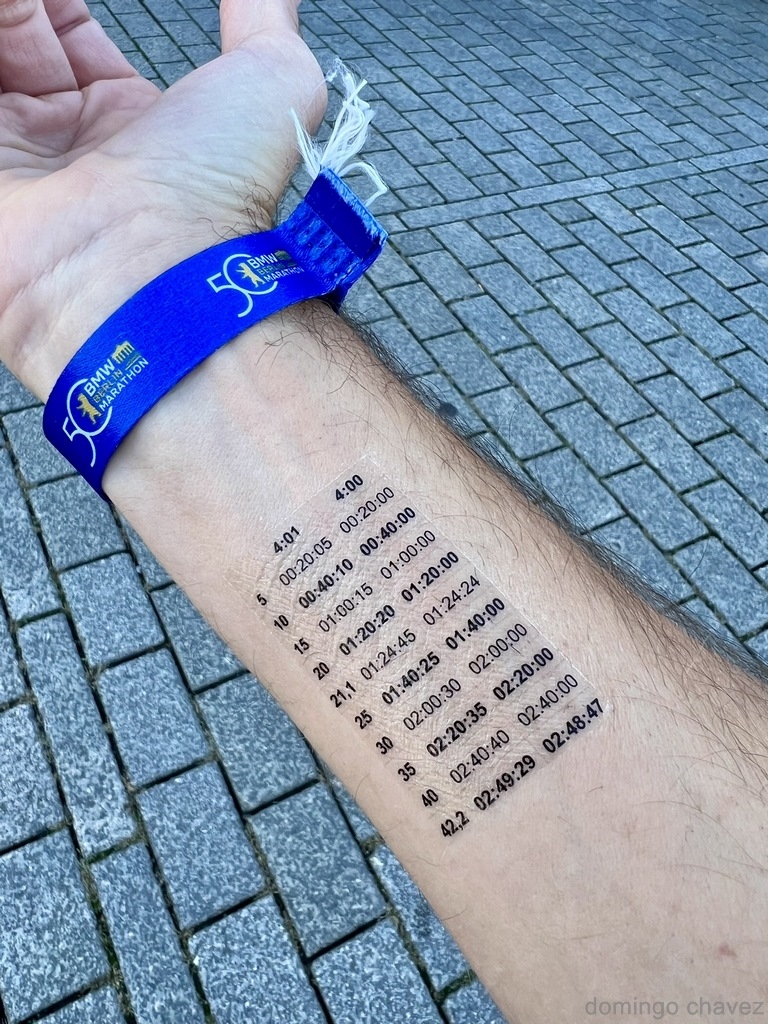 50 BMW
BERLIN
MARATHON
50 BMW
BERLIN
MARATHON
4:01 4:00
5 00:20:05 00:20:00
10 00:40:10 00:40:00
15 01:00:15 01:00:00
20 01:20:20 01:20:00
21,1 01:24:45 01:24:24
25 01:40:25 01:40:00
30 02:00:30 02:00:00
35 02:20:35 02:20:00
40 02:40:40 02:40:00
42,2 02:49:29 02:48:47
domingo chavez